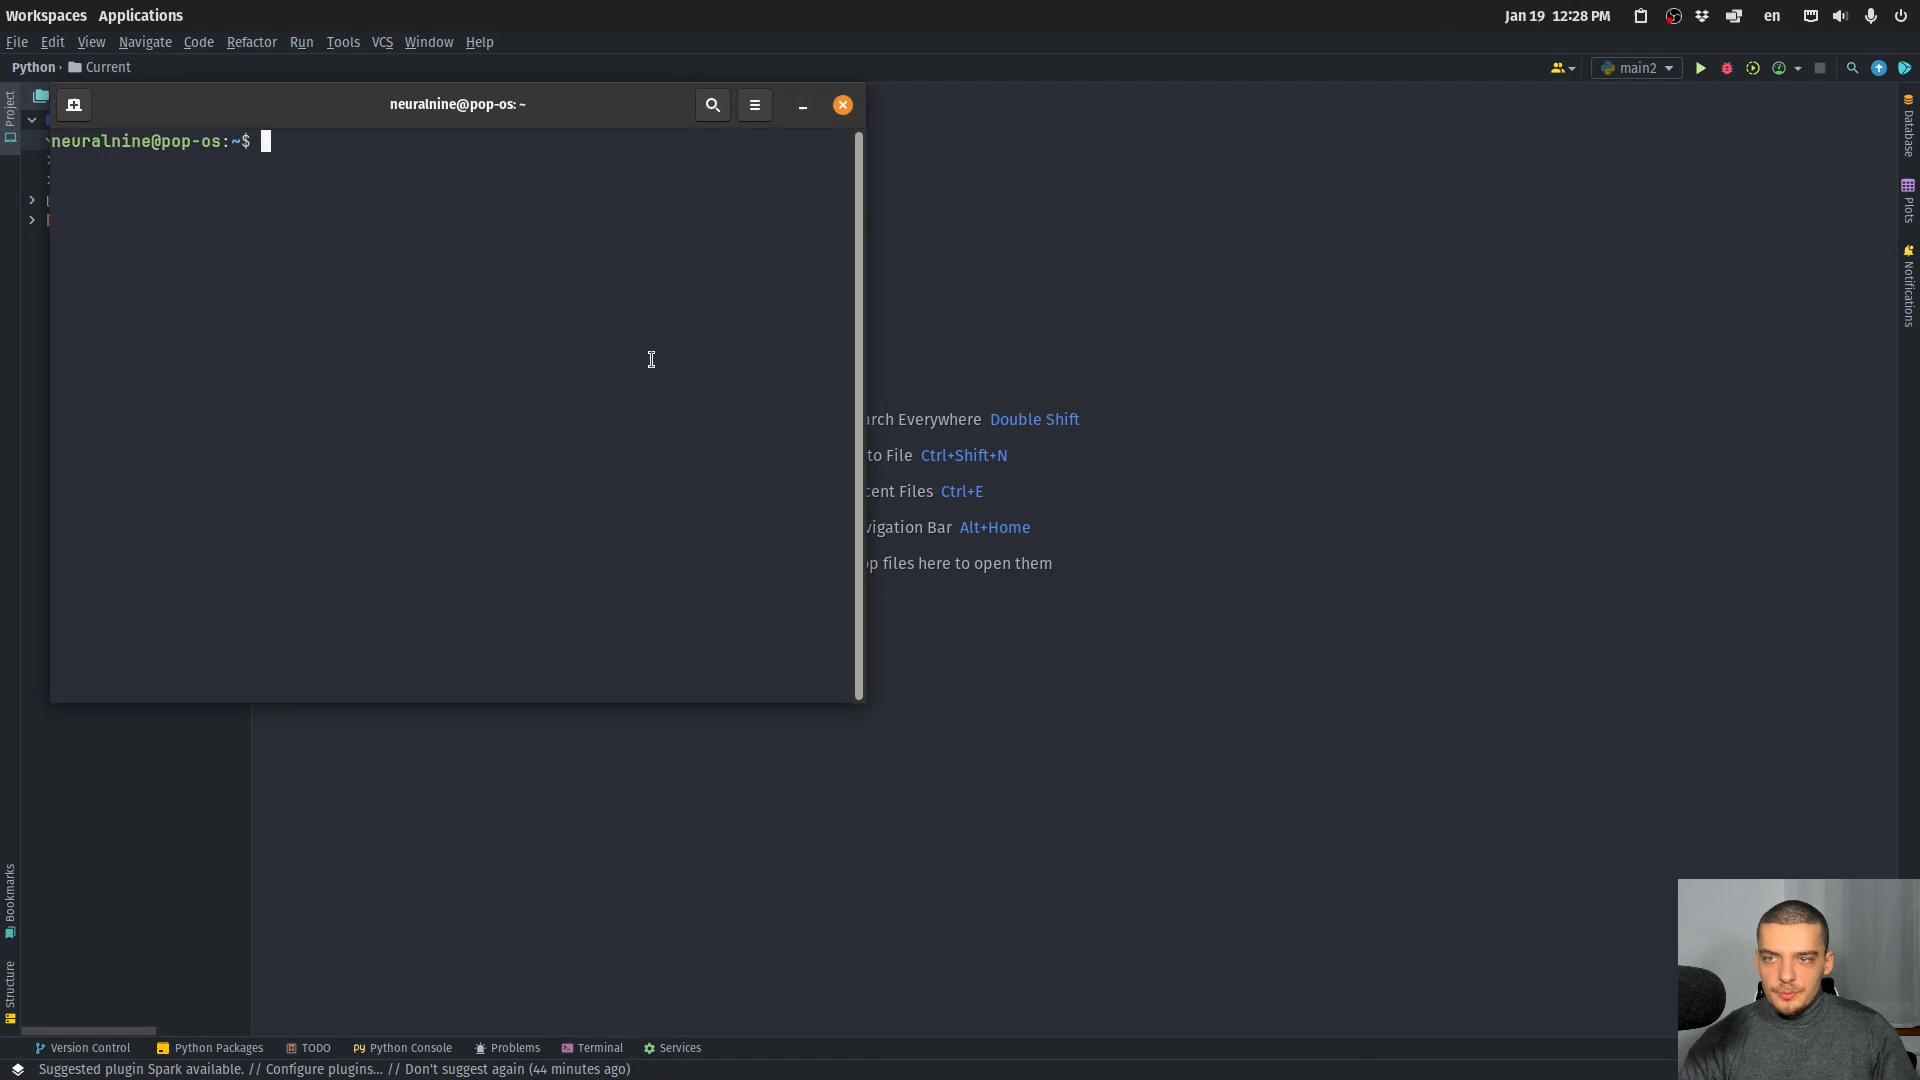 Workspaces Applications
Jan 19 12:28 PM
en
File Edit View Navigate Code Refactor Run Tools VCS Window Help
Python › Current
main2
neuralnine@pop-os: ~
neuralnine@pop-os:~$
Project
Database
Plots
Notifications
arch Everywhere Double Shift
to File Ctrl+Shift+N
cent Files Ctrl+E
vigation Bar Alt+Home
op files here to open them
Bookmarks
Structure
Version Control Python Packages TODO Python Console Problems Terminal Services
Suggested plugin Spark available. // Configure plugins... // Don't suggest again (44 minutes ago)